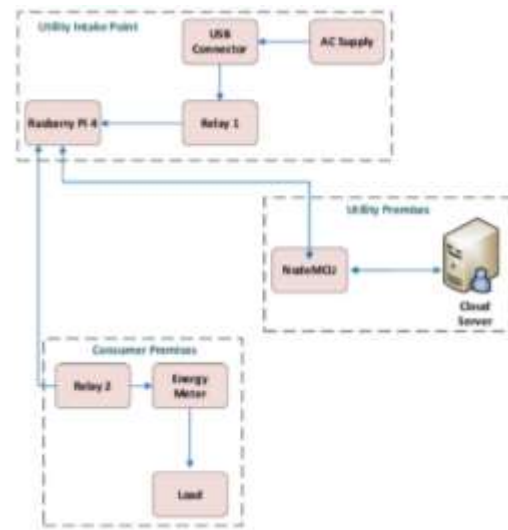 Utility Intake Point
USB
Connector
AC Supply
Rasberry Pi 4
Relay 1
Utility Premises
NodeMCU
Cloud
Server
Consumer Premises
Relay 2
Energy
Meter
Load